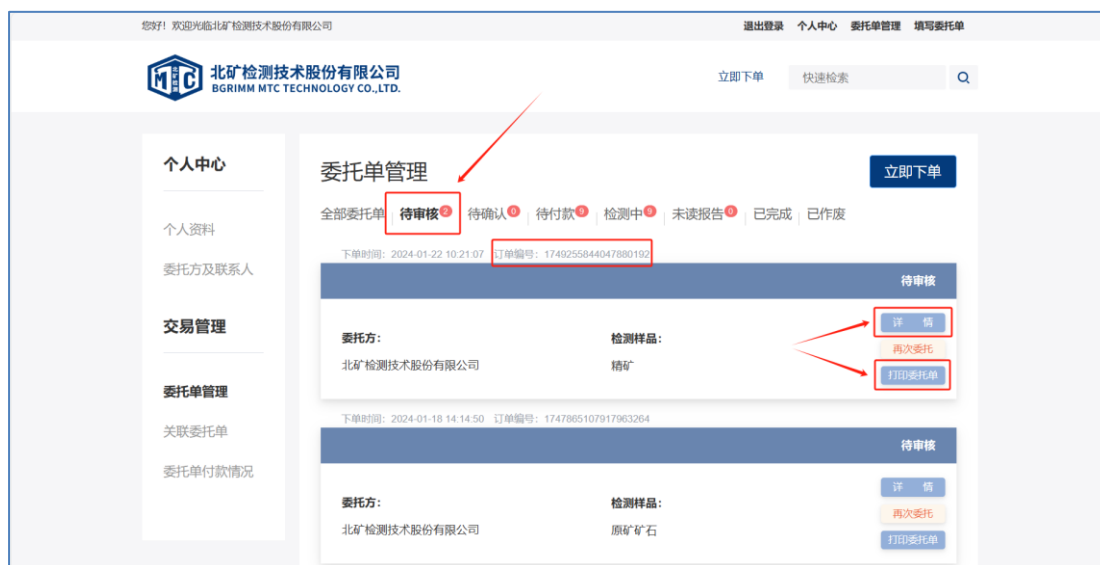 您好！欢迎光临北矿检测技术股份有限公司
退出登录 个人中心 委托单管理 填写委托单
MTC
北矿检测
北矿检测技术股份有限公司
BGRIMM MTC TECHNOLOGY CO.,LTD.
立即下单
快速检索
个人中心
个人资料
委托方及联系人
交易管理
委托单管理
关联委托单
委托单付款情况
委托单管理
立即下单
全部委托单 待审核2 待确认0 待付款9 检测中9 未读报告0 已完成 已作废
下单时间：2024-01-22 10:21:07 订单编号：1749255844047880192
待审核
委托方：
北矿检测技术股份有限公司
检测样品：
精矿
详 情
再次委托
打印委托单
下单时间：2024-01-18 14:14:50 订单编号：1747865107917963264
待审核
委托方：
北矿检测技术股份有限公司
检测样品：
原矿矿石
详 情
再次委托
打印委托单